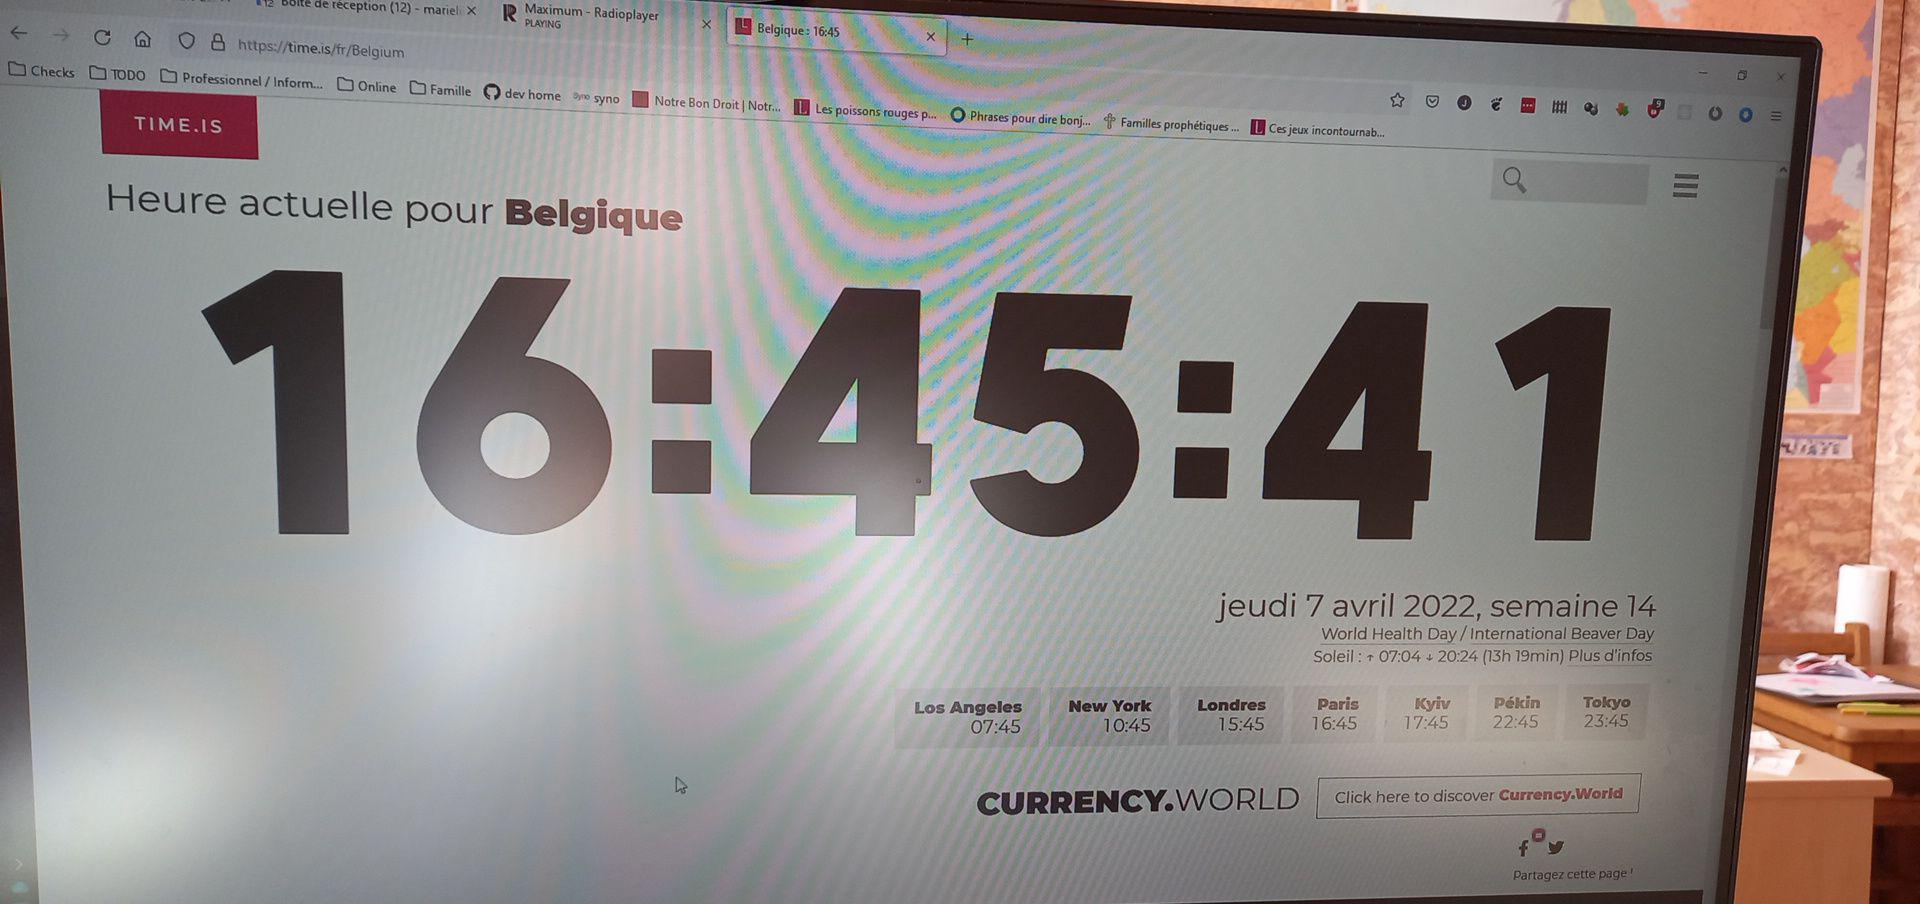 Boîte de réception (12) - mariel
Maximum - Radioplayer
PLAYING
Belgique : 16:45
https://time.is/fr/Belgium
Checks
TODO
Professionnel / Inform...
Online
Famille
dev home
syno
Notre Bon Droit | Notr...
Les poissons rouges p...
Phrases pour dire bonj...
Familles prophétiques ...
Ces jeux incontournab...
TIME.IS
Heure actuelle pour Belgique
16:45:41
jeudi 7 avril 2022, semaine 14
World Health Day / International Beaver Day
Soleil : ↑ 07:04 ↓ 20:24 (13h 19min) Plus d'infos
Los Angeles
07:45
New York
10:45
Londres
15:45
Paris
16:45
Kyiv
17:45
Pékin
22:45
Tokyo
23:45
CURRENCY.WORLD
Click here to discover Currency.World
Partagez cette page !